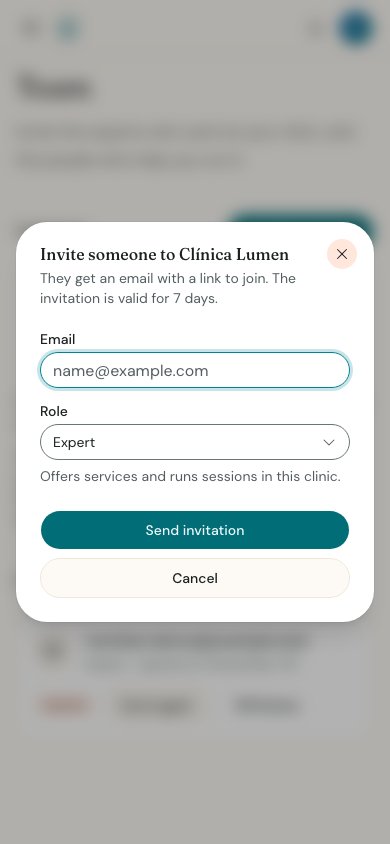 Team
Invite someone to Clínica Lumen
They get an email with a link to join. The
invitation is valid for 7 days.
Email
name@example.com
Role
Expert
Offers services and runs sessions in this clinic.
Send invitation
Cancel